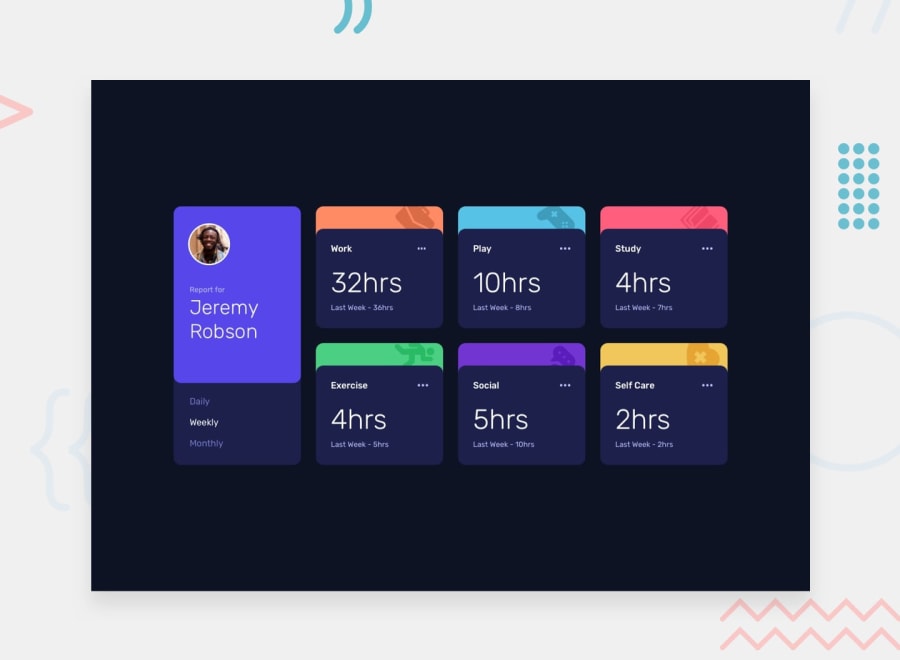 Report for
Jeremy
Robson
Daily
Weekly
Monthly
Work
32hrs
Last Week - 36hrs
Play
10hrs
Last Week - 8hrs
Study
4hrs
Last Week - 7hrs
Exercise
4hrs
Last Week - 5hrs
Social
5hrs
Last Week - 10hrs
Self Care
2hrs
Last Week - 2hrs